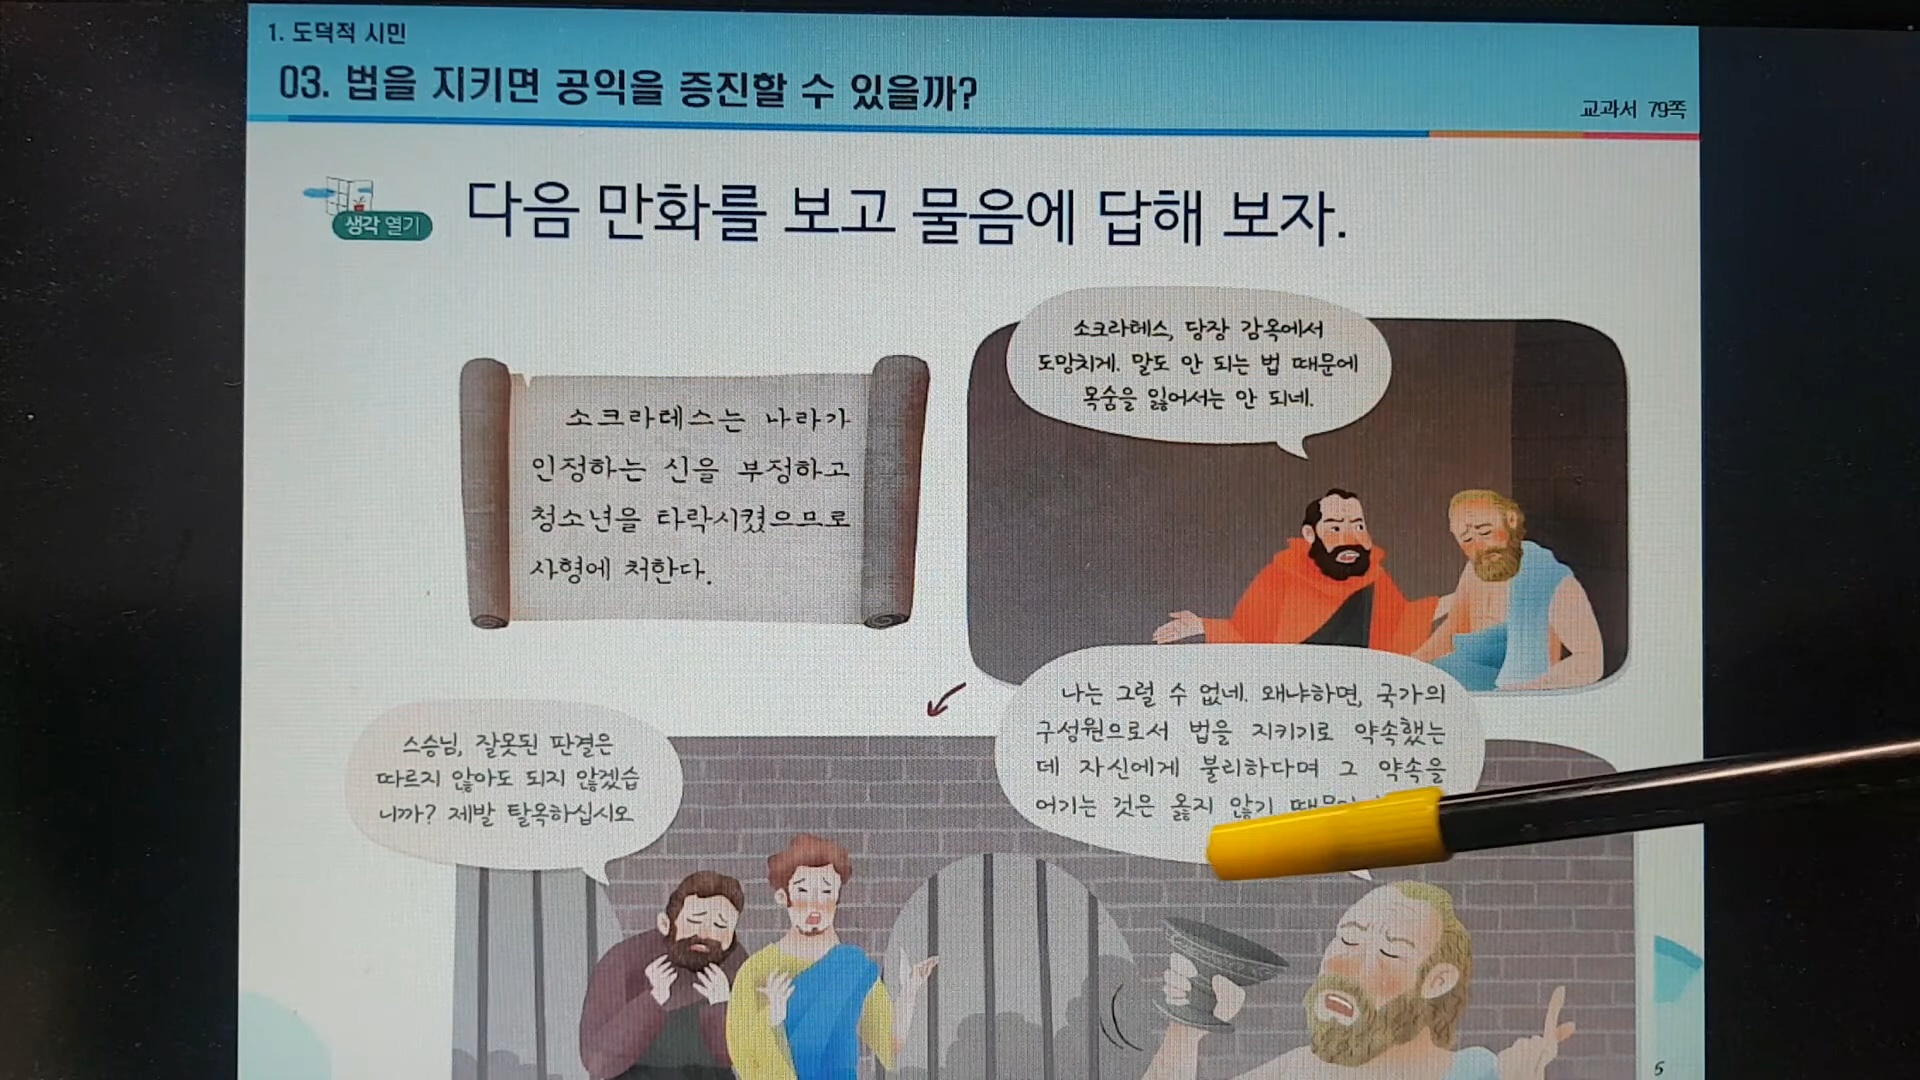 1. 도덕적 시민
03. 법을 지키면 공익을 증진할 수 있을까?
교과서 79쪽
생각 열기
다음 만화를 보고 물음에 답해 보자.
소크라테스는 나라가
인정하는 신을 부정하고
청소년을 타락시켰으므로
사형에 처한다.
소크라테스, 당장 감옥에서
도망치게. 말도 안 되는 법 때문에
목숨을 잃어서는 안 되네.
스승님, 잘못된 판결은
따르지 않아도 되지 않겠습
니까? 제발 탈옥하십시오
나는 그럴 수 없네. 왜냐하면, 국가의
구성원으로서 법을 지키기로 약속했는
데 자신에게 불리하다며 그 약속을
어기는 것은 옳지 않기
5